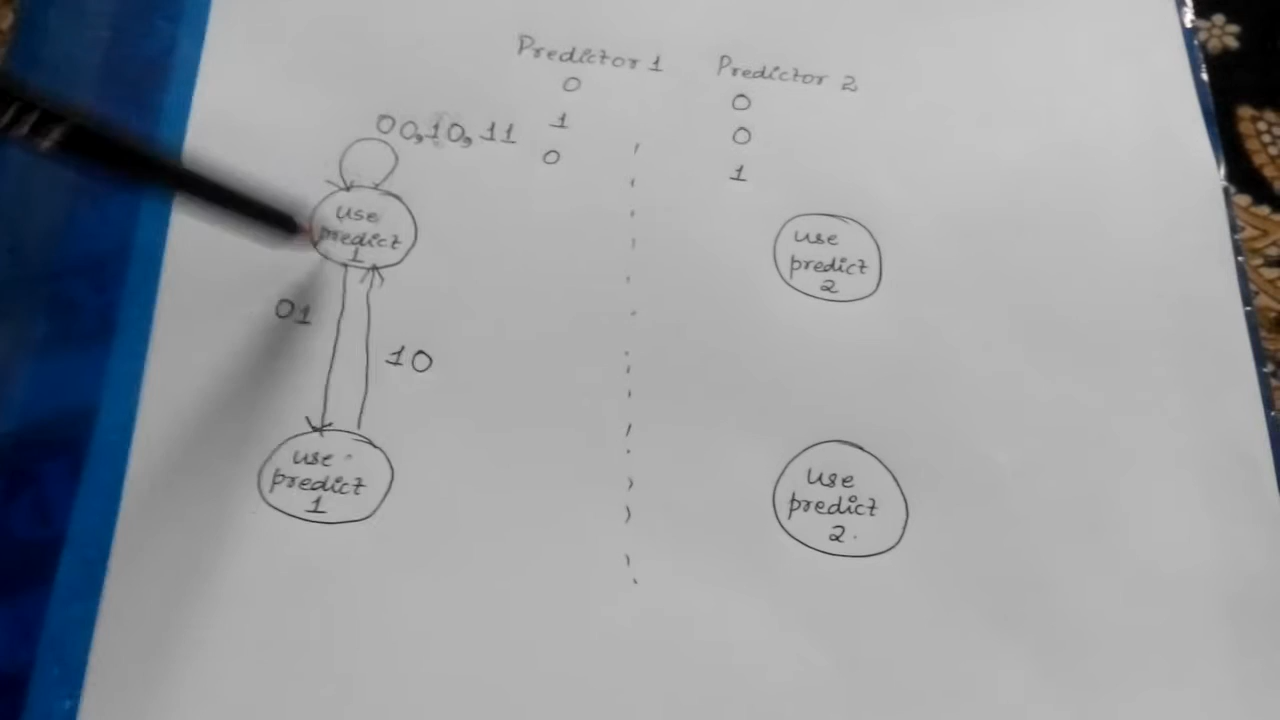 Predictor 1
0
1
0
Predictor 2
0
0
1
00,10,11
use
predict
1
01
10
use
predict
1
use
predict
2
use
predict
2.